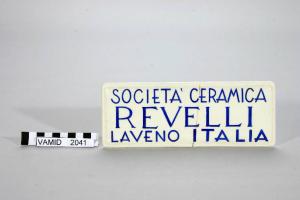 SOCIETA' CERAMICA
REVELLI
LAVENO ITALIA
VAMID 2041